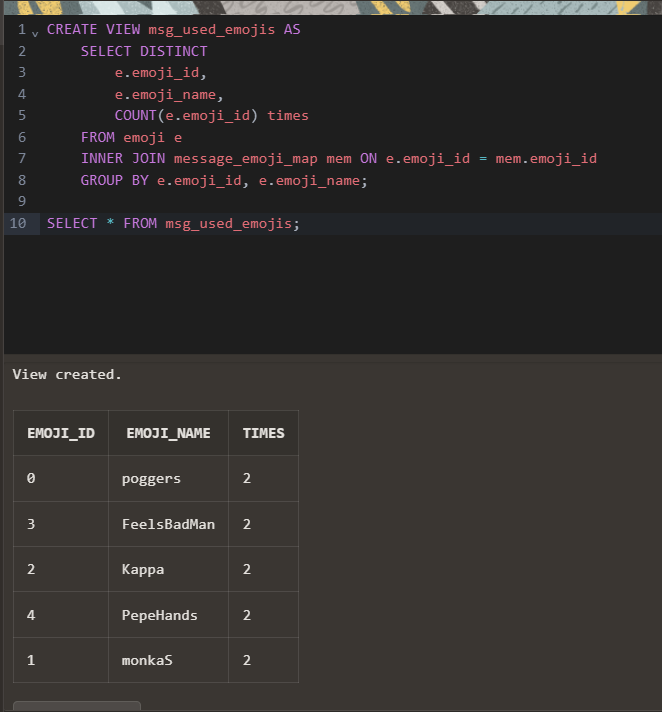 1 CREATE VIEW msg_used_emojis AS
2 SELECT DISTINCT
3 e.emoji_id,
4 e.emoji_name,
5 COUNT(e.emoji_id) times
6 FROM emoji e
7 INNER JOIN message_emoji_map mem ON e.emoji_id = mem.emoji_id
8 GROUP BY e.emoji_id, e.emoji_name;
9
10 SELECT * FROM msg_used_emojis;
View created.
EMOJI_ID EMOJI_NAME TIMES
0 poggers 2
3 FeelsBadMan 2
2 Kappa 2
4 PepeHands 2
1 monkaS 2